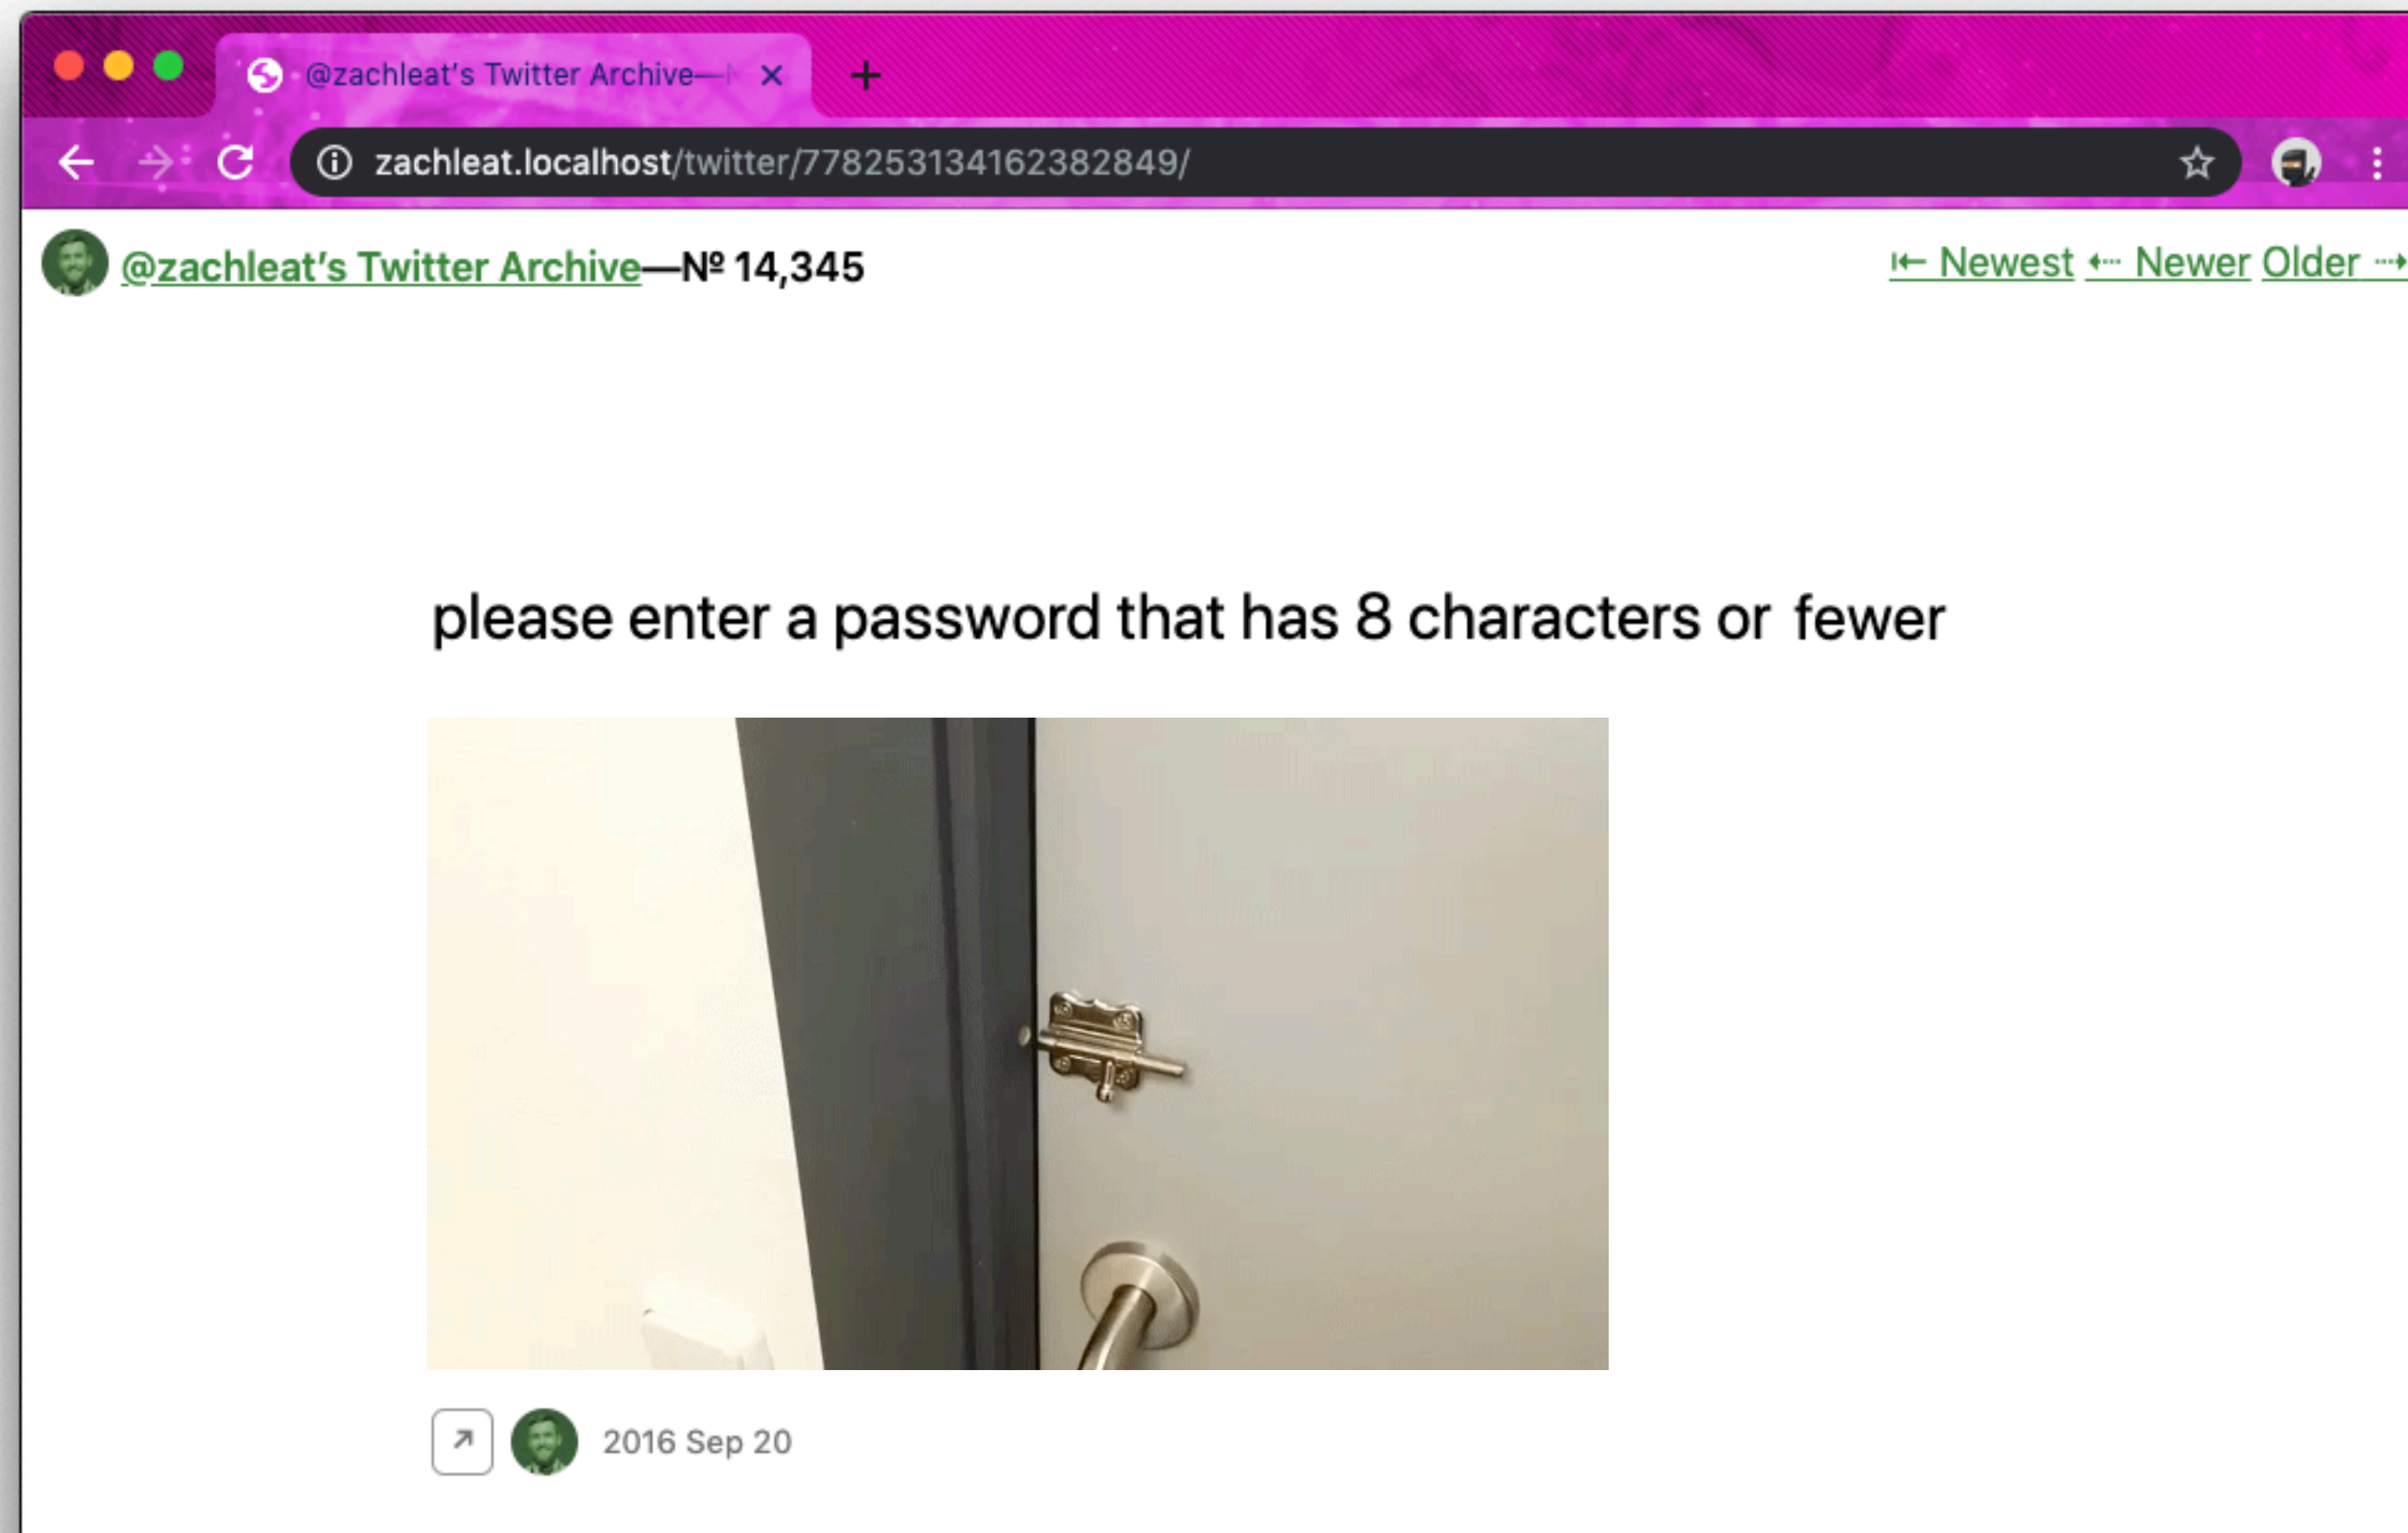 @zachleat’s Twitter Archive—
zachleat.localhost/twitter/778253134162382849/
@zachleat’s Twitter Archive—№ 14,345
⇤ Newest ⇠ Newer Older ⇢
please enter a password that has 8 characters or fewer
2016 Sep 20